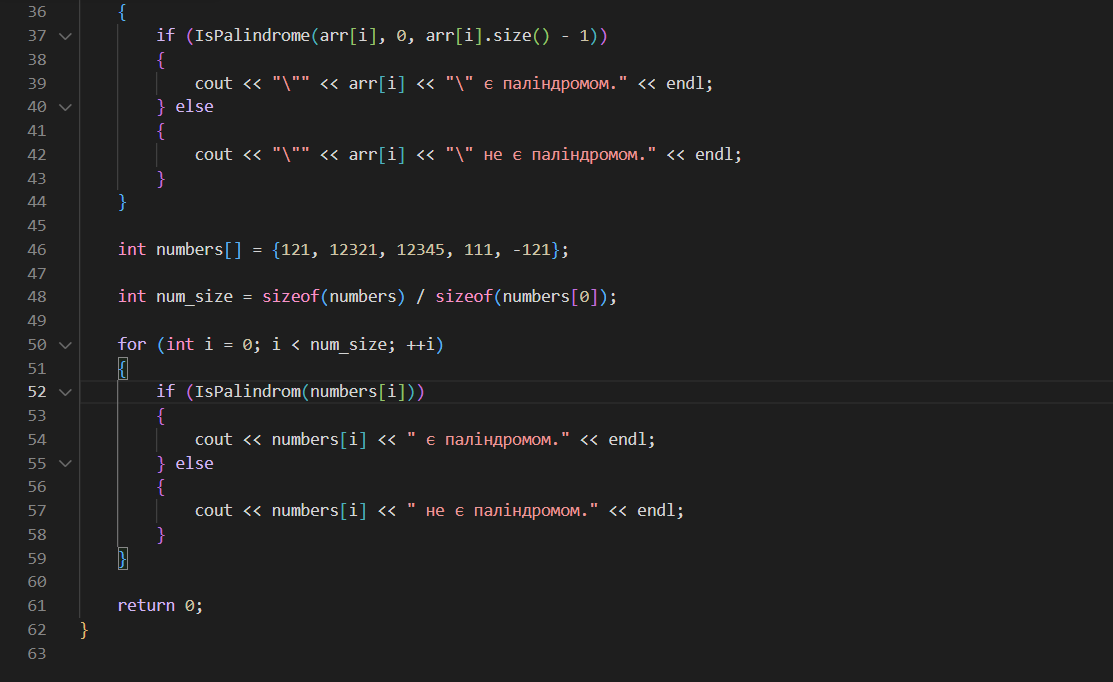 36 {
37 if (IsPalindrome(arr[i], 0, arr[i].size() - 1))
38 {
39 cout << "\"" << arr[i] << "\" є паліндромом." << endl;
40 } else
41 {
42 cout << "\"" << arr[i] << "\" не є паліндромом." << endl;
43 }
44 }
45
46 int numbers[] = {121, 12321, 12345, 111, -121};
47
48 int num_size = sizeof(numbers) / sizeof(numbers[0]);
49
50 for (int i = 0; i < num_size; ++i)
51 {
52 if (IsPalindrom(numbers[i]))
53 {
54 cout << numbers[i] << " є паліндромом." << endl;
55 } else
56 {
57 cout << numbers[i] << " не є паліндромом." << endl;
58 }
59 }
60
61 return 0;
62 }
63